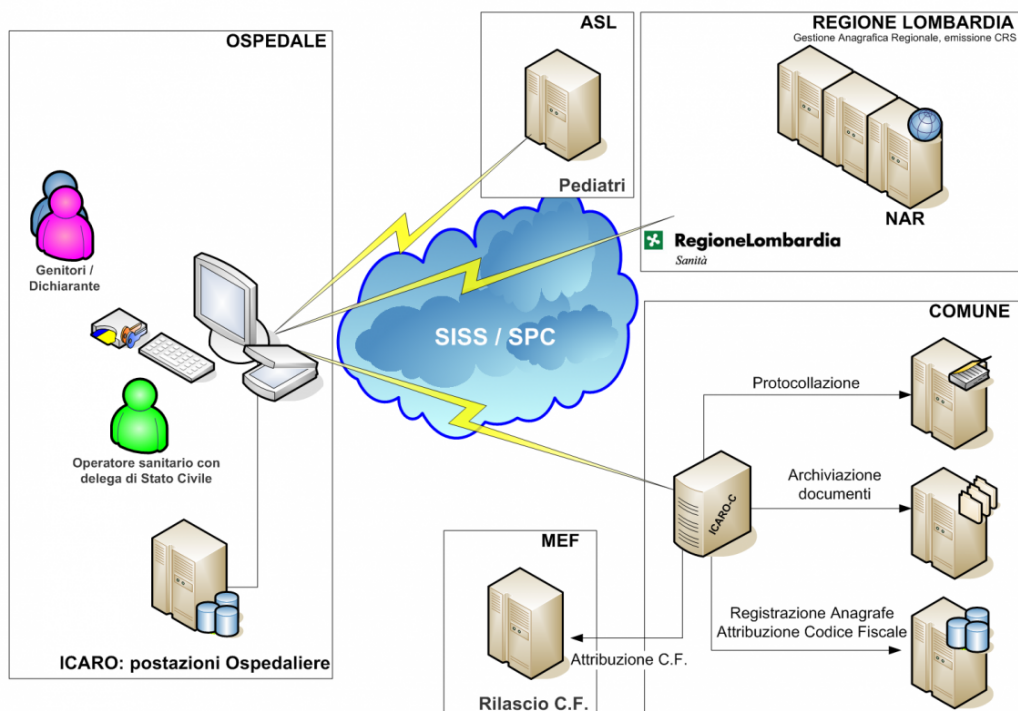 OSPEDALE
Genitori /
Dichiarante
Operatore sanitario con
delega di Stato Civile
ICARO: postazioni Ospedaliere
ASL
Pediatri
REGIONE LOMBARDIA
Gestione Anagrafica Regionale, emissione CRS
NAR
RegioneLombardia
Sanità
SISS / SPC
COMUNE
Protocollazione
Archiviazione
documenti
ICARO-C
Registrazione Anagrafe
Attribuzione Codice Fiscale
MEF
Attribuzione C.F.
Rilascio C.F.